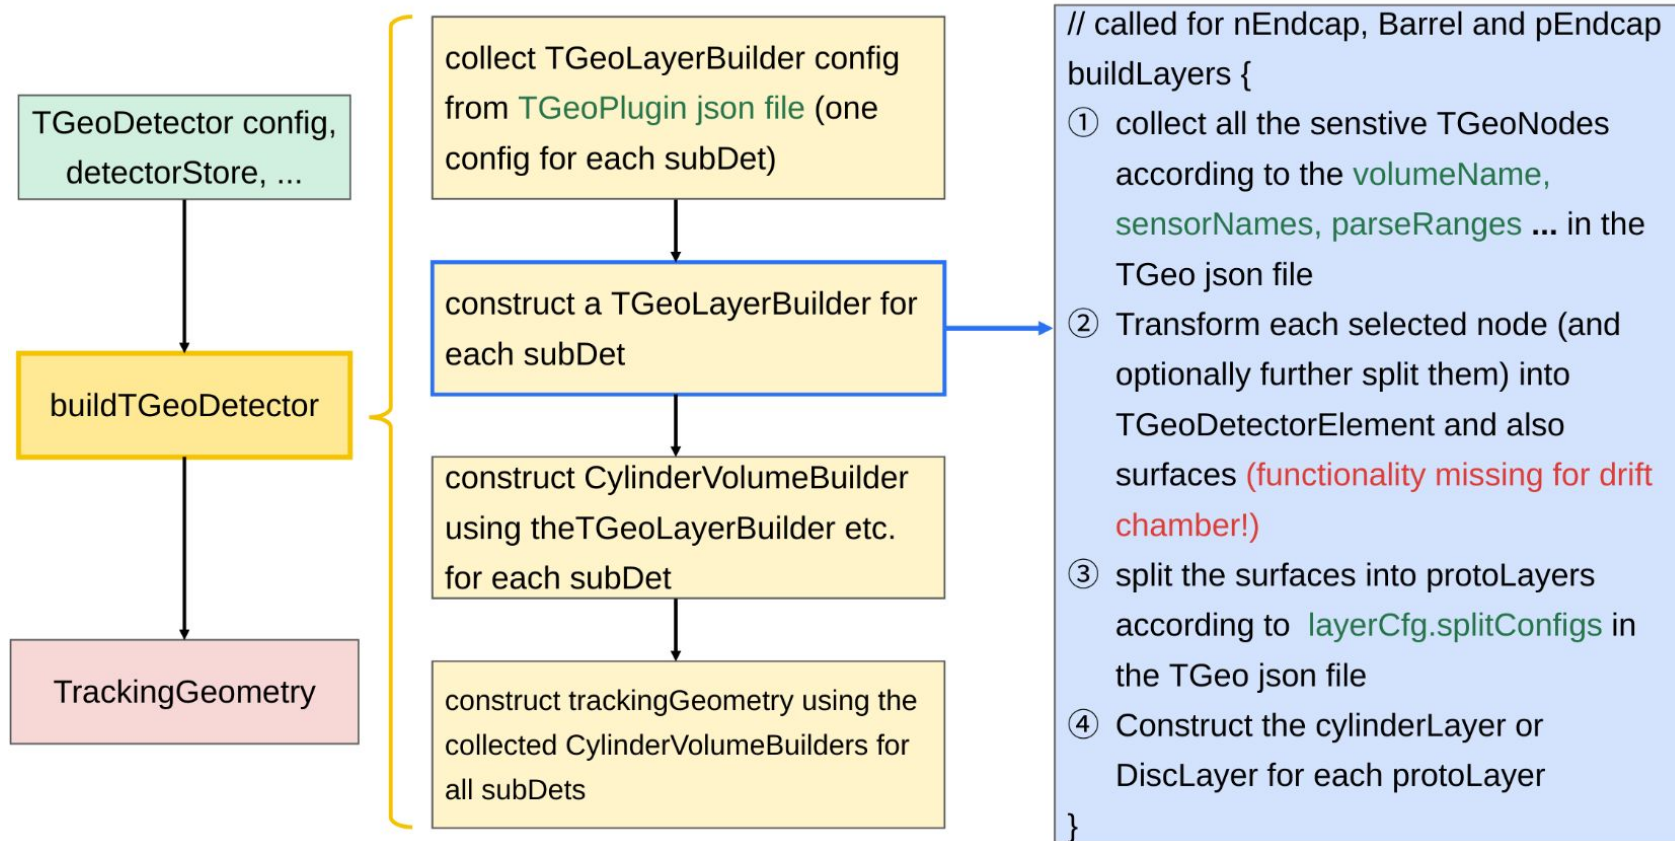 TGeoDetector config,
detectorStore, ...
buildTGeoDetector
TrackingGeometry
collect TGeoLayerBuilder config
from TGeoPlugin json file (one
config for each subDet)
construct a TGeoLayerBuilder for
each subDet
construct CylinderVolumeBuilder
using theTGeoLayerBuilder etc.
for each subDet
construct trackingGeometry using the
collected CylinderVolumeBuilders for
all subDets
// called for nEndcap, Barrel and pEndcap
buildLayers {
① collect all the senstive TGeoNodes
according to the volumeName,
sensorNames, parseRanges ... in the
TGeo json file
② Transform each selected node (and
optionally further split them) into
TGeoDetectorElement and also
surfaces (functionality missing for drift
chamber!)
③ split the surfaces into protoLayers
according to layerCfg.splitConfigs in
the TGeo json file
④ Construct the cylinderLayer or
DiscLayer for each protoLayer
}